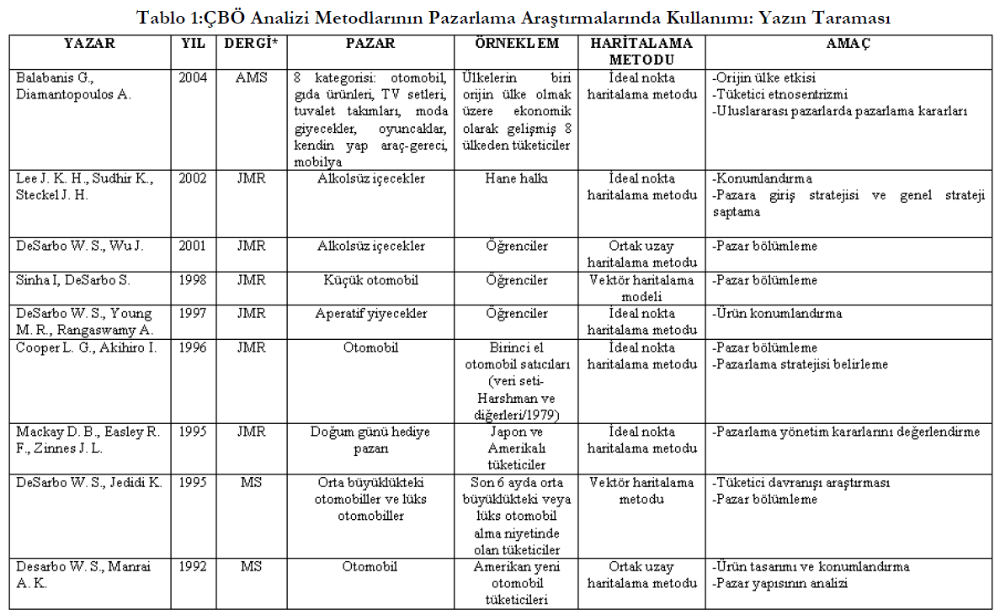 Tablo 1:ÇBÖ Analizi Metodlarının Pazarlama Araştırmalarında Kullanımı: Yazın Taraması
YAZAR YIL DERGİ* PAZAR ÖRNEKLEM HARİTALAMA METODU AMAÇ
Balabanis G.,
Diamantopoulos A.
2004
AMS
8 kategorisi: otomobil,
gıda ürünleri, TV setleri,
tuvalet takımları, moda
giyecekler, oyuncaklar,
kendin yap araç-gereci,
mobilya
Ülkelerin biri
orijin ülke olmak
üzere ekonomik
olarak gelişmiş 8
ülkeden tüketiciler
İdeal nokta
haritalama metodu
-Orijin ülke etkisi
-Tüketici etnosentrizmi
-Uluslararası pazarlarda pazarlama kararları
Lee J. K. H., Sudhir K.,
Steckel J. H.
2002
JMR
Alkolsüz içecekler
Hane halkı
İdeal nokta
haritalama metodu
-Konumlandırma
-Pazara giriş stratejisi ve genel strateji
saptama
DeSarbo W. S., Wu J.
2001
JMR
Alkolsüz içecekler
Öğrenciler
Ortak uzay
haritalama metodu
-Pazar bölümleme
Sinha I, DeSarbo S.
1998
JMR
Küçük otomobil
Öğrenciler
Vektör haritalama
modeli
-Pazar bölümleme
DeSarbo W. S., Young
M. R., Rangaswamy A.
1997
JMR
Aperatif yiyecekler
Öğrenciler
İdeal nokta
haritalama metodu
-Ürün konumlandırma
Cooper L. G., Akihiro I.
1996
JMR
Otomobil
Birinci el
otomobil satıcıları
(veri seti-
Harshman ve
diğerleri/1979)
İdeal nokta
haritalama metodu
-Pazar bölümleme
-Pazarlama stratejisi belirleme
Mackay D. B., Easley R.
F., Zinnes J. L.
1995
JMR
Doğum günü hediye
pazarı
Japon ve
Amerikalı
tüketiciler
İdeal nokta
haritalama metodu
-Pazarlama yönetim kararlarını değerlendirme
DeSarbo W. S., Jedidi K.
1995
MS
Orta büyüklükteki
otomobiller ve lüks
otomobiller
Son 6 ayda orta
büyüklükteki veya
lüks otomobil
alma niyetinde
olan tüketiciler
Vektör haritalama
metodu
-Tüketici davranışı araştırması
-Pazar bölümleme
Desarbo W. S., Manrai
A. K.
1992
MS
Otomobil
Amerikan yeni
otomobil
tüketicileri
Ortak uzay
haritalama metodu
-Ürün tasarımı ve konumlandırma
-Pazar yapısının analizi